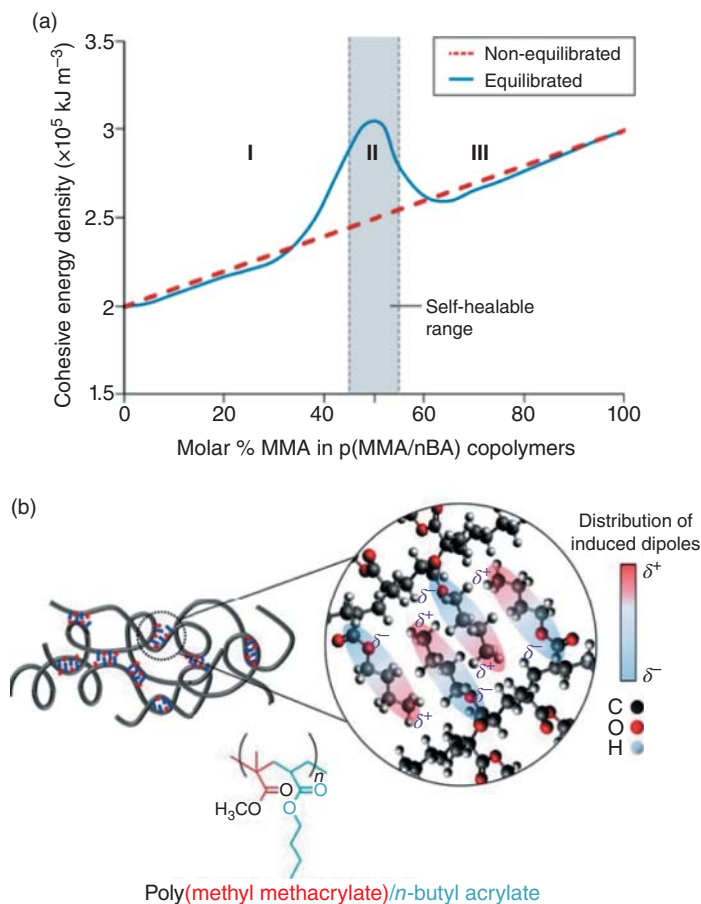 (a)
3.5
3
2.5
2
1.5
Cohesive energy density (×10⁵ kJ m⁻³)
Non-equilibrated
Equilibrated
I
II
III
Self-healable
range
0
20
40
60
80
100
Molar % MMA in p(MMA/nBA) copolymers
(b)
Distribution of
induced dipoles
δ⁺
δ⁻
C
O
H
δ⁻
δ⁺
δ⁺
δ⁻
δ⁻
δ⁺
δ⁻
δ⁺
n
H₃CO
O
O
O
Poly(methyl methacrylate)/n-butyl acrylate